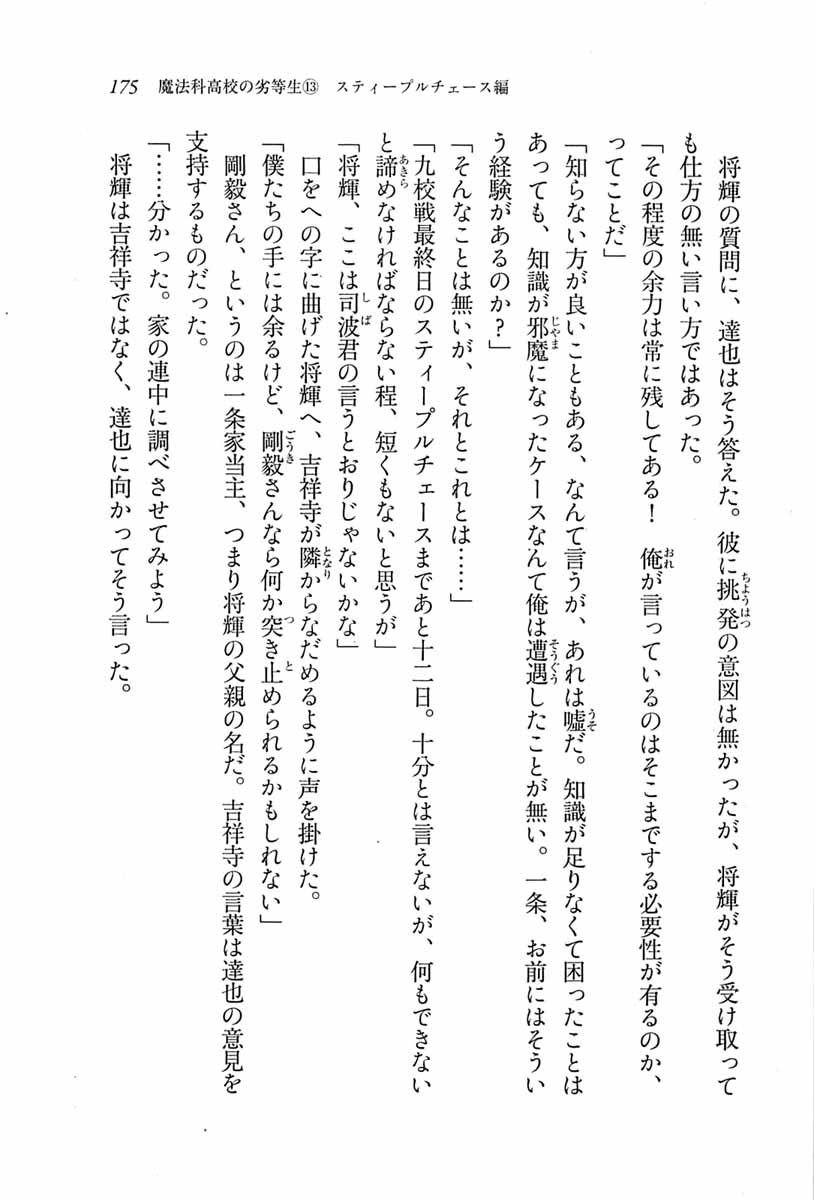 175 魔法科高校の劣等生⑬ スティープルチェース編
　将輝の質問に、達也はそう答えた。彼に挑発の意図は無かったが、将輝がそう受け取って
も仕方の無い言い方ではあった。
「その程度の余力は常に残してある！　俺が言っているのはそこまでする必要性が有るのか、
ってことだ」
「知らない方が良いこともある、なんて言うが、あれは嘘だ。知識が足りなくて困ったことは
あっても、知識が邪魔になったケースなんて俺は遭遇したことが無い。一条、お前にはそうい
う経験があるのか？」
「そんなことは無いが、それとこれとは……」
「九校戦最終日のスティープルチェースまであと十二日。十分とは言えないが、何もできない
と諦めなければならない程、短くもないと思うが」
「将輝、ここは司波君の言うとおりじゃないかな」
　口をへの字に曲げた将輝へ、吉祥寺が隣からなだめるように声を掛けた。
「僕たちの手には余るけど、剛毅さんなら何か突き止められるかもしれない」
　剛毅さん、というのは一条家当主、つまり将輝の父親の名だ。吉祥寺の言葉は達也の意見を
支持するものだった。
「……分かった。家の連中に調べさせてみよう」
　将輝は吉祥寺ではなく、達也に向かってそう言った。